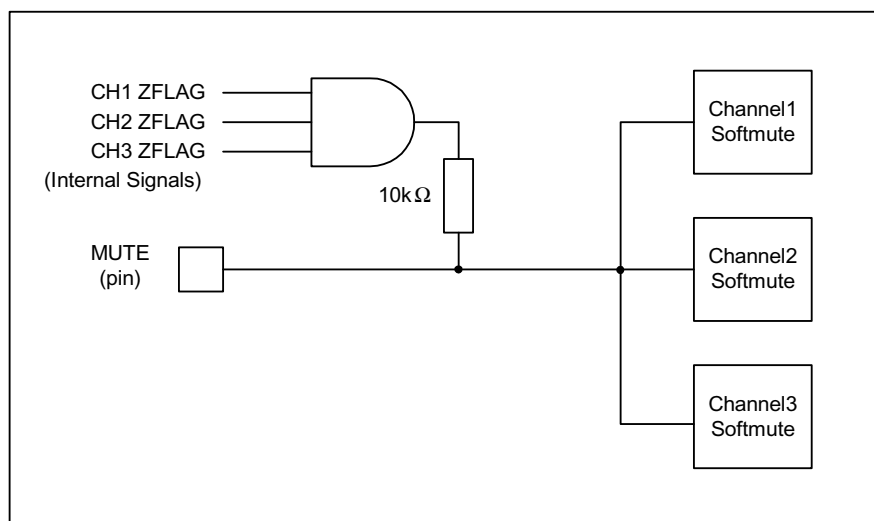 CH1 ZFLAG
CH2 ZFLAG
CH3 ZFLAG
(Internal Signals)
10kΩ
MUTE
(pin)
Channel1
Softmute
Channel2
Softmute
Channel3
Softmute